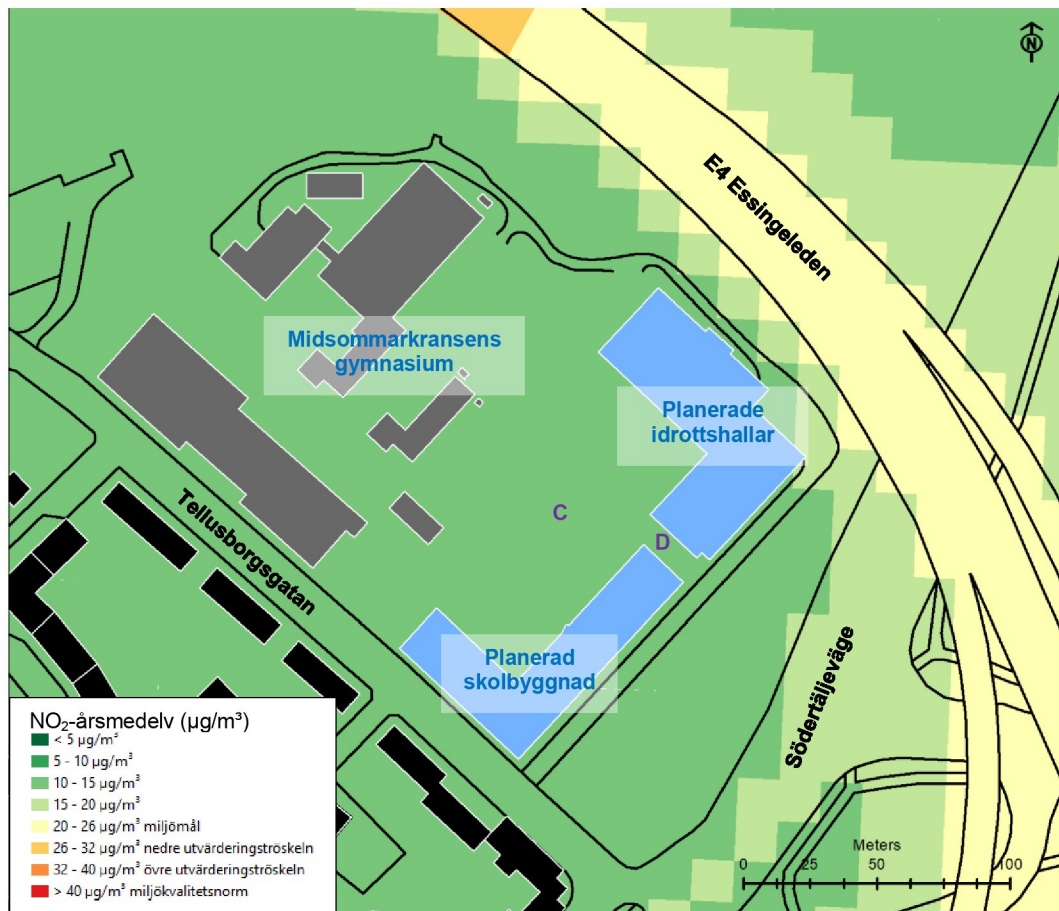 N
E4 Essingeleden
Midsommarkransens
gymnasium
Planerade
idrottshallar
C
D
Tellusborgsgatan
Planerad
skolbyggnad
Södertäljeväge
NO₂-årsmedelv (µg/m³)
< 5 µg/m³
5 - 10 µg/m³
10 - 15 µg/m³
15 - 20 µg/m³
20 - 26 µg/m³ miljömål
26 - 32 µg/m³ nedre utvärderingströskeln
32 - 40 µg/m³ övre utvärderingströskeln
> 40 µg/m³ miljökvalitetsnorm
Meters
0 25 50 100